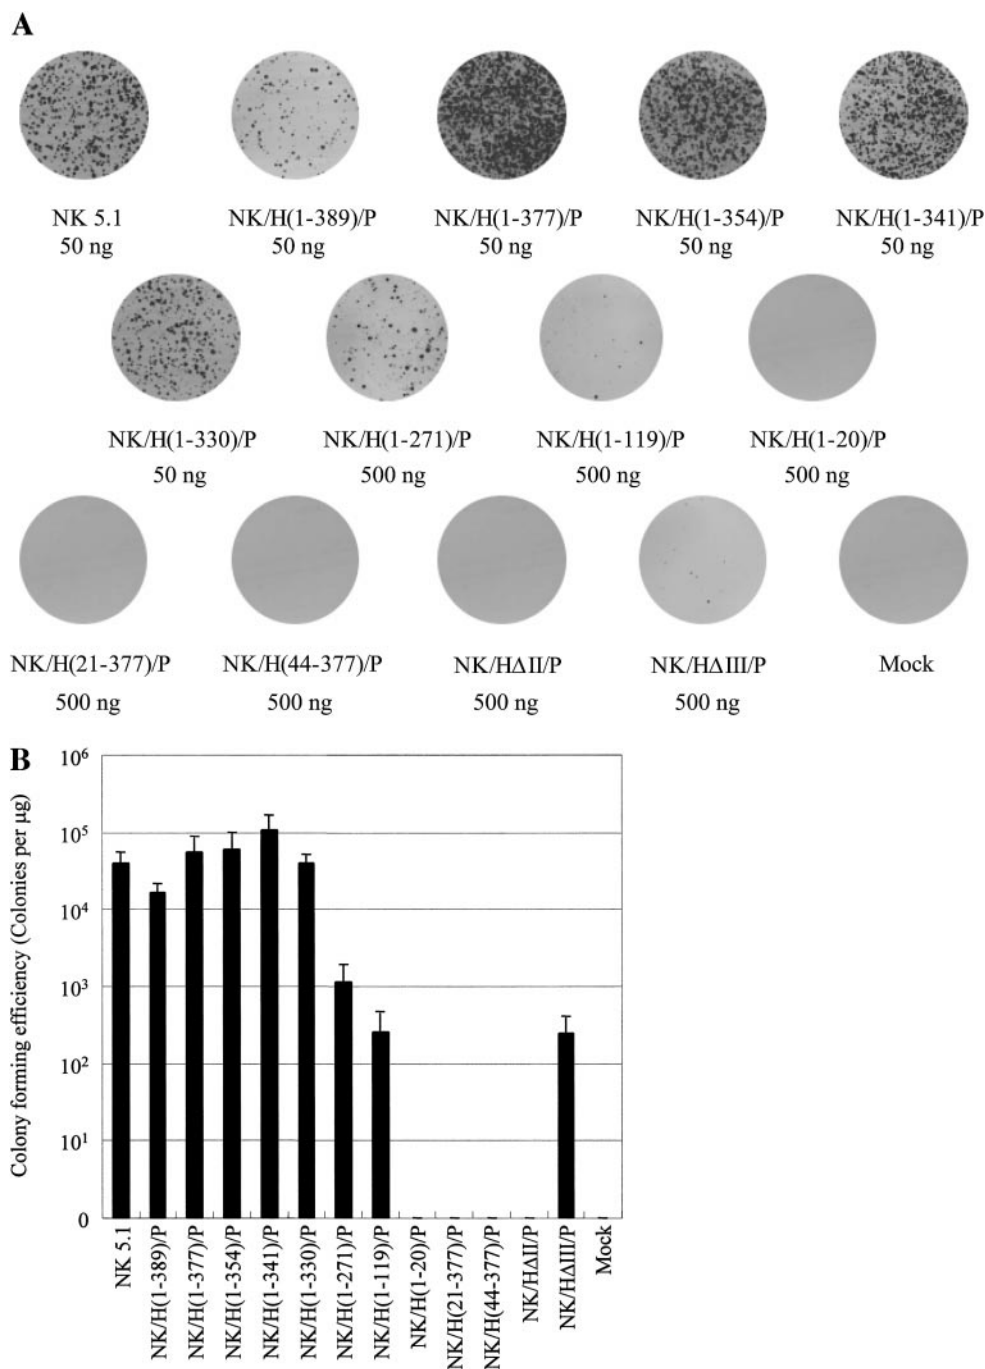 A
NK 5.1 NK/H(1-389)/P NK/H(1-377)/P NK/H(1-354)/P NK/H(1-341)/P
50 ng 50 ng 50 ng 50 ng 50 ng
NK/H(1-330)/P NK/H(1-271)/P NK/H(1-119)/P NK/H(1-20)/P
50 ng 500 ng 500 ng 500 ng
NK/H(21-377)/P NK/H(44-377)/P NK/HΔII/P NK/HΔIII/P Mock
500 ng 500 ng 500 ng 500 ng
B
Colony forming efficiency (Colonies per μg)
10⁶
10⁵
10⁴
10³
10²
10¹
0
NK 5.1
NK/H(1-389)/P
NK/H(1-377)/P
NK/H(1-354)/P
NK/H(1-341)/P
NK/H(1-330)/P
NK/H(1-271)/P
NK/H(1-119)/P
NK/H(1-20)/P
NK/H(21-377)/P
NK/H(44-377)/P
NK/HΔII/P
NK/HΔIII/P
Mock